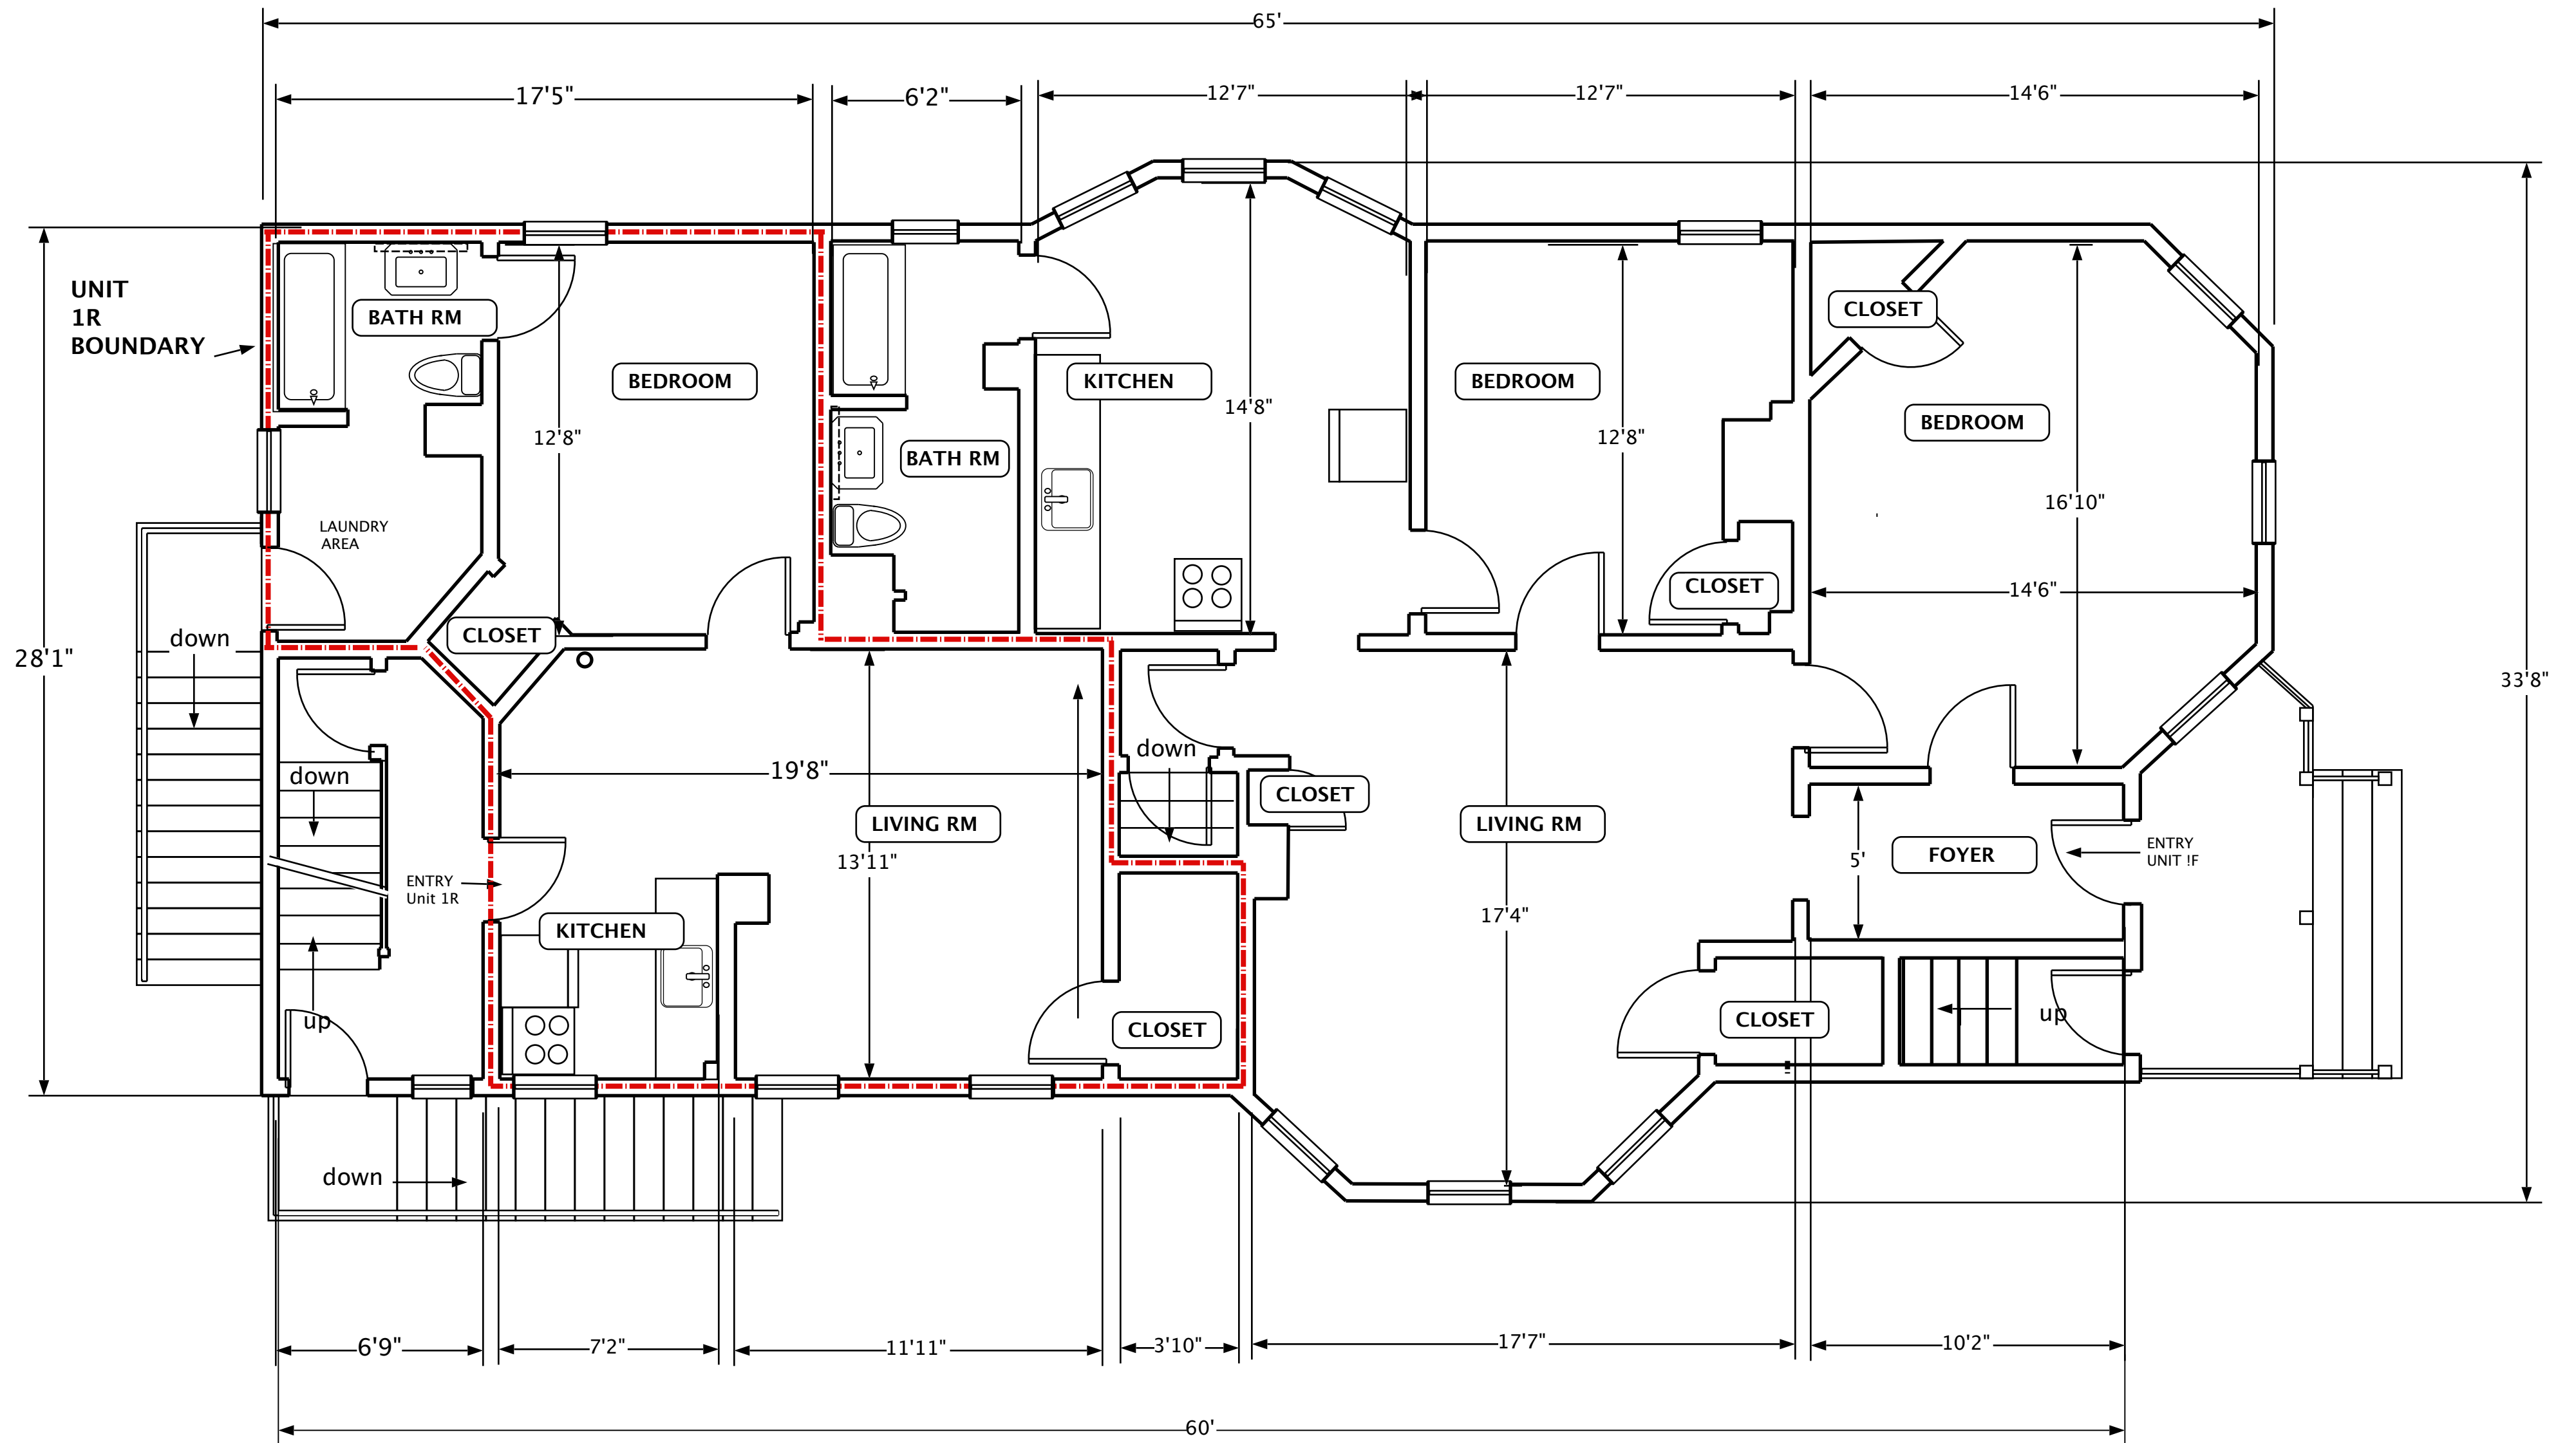 65'
17'5"
6'2"
12'7"
12'7"
14'6"
UNIT
1R
BOUNDARY
BATH RM
BEDROOM
12'8"
LAUNDRY
AREA
CLOSET
BATH RM
KITCHEN
14'8"
BEDROOM
12'8"
CLOSET
CLOSET
BEDROOM
16'10"
14'6"
28'1"
33'8"
down
down
up
ENTRY
Unit 1R
19'8"
LIVING RM
13'11"
KITCHEN
CLOSET
down
CLOSET
LIVING RM
17'4"
5'
FOYER
ENTRY
UNIT !F
CLOSET
up
down
6'9"
7'2"
11'11"
3'10"
17'7"
10'2"
60'